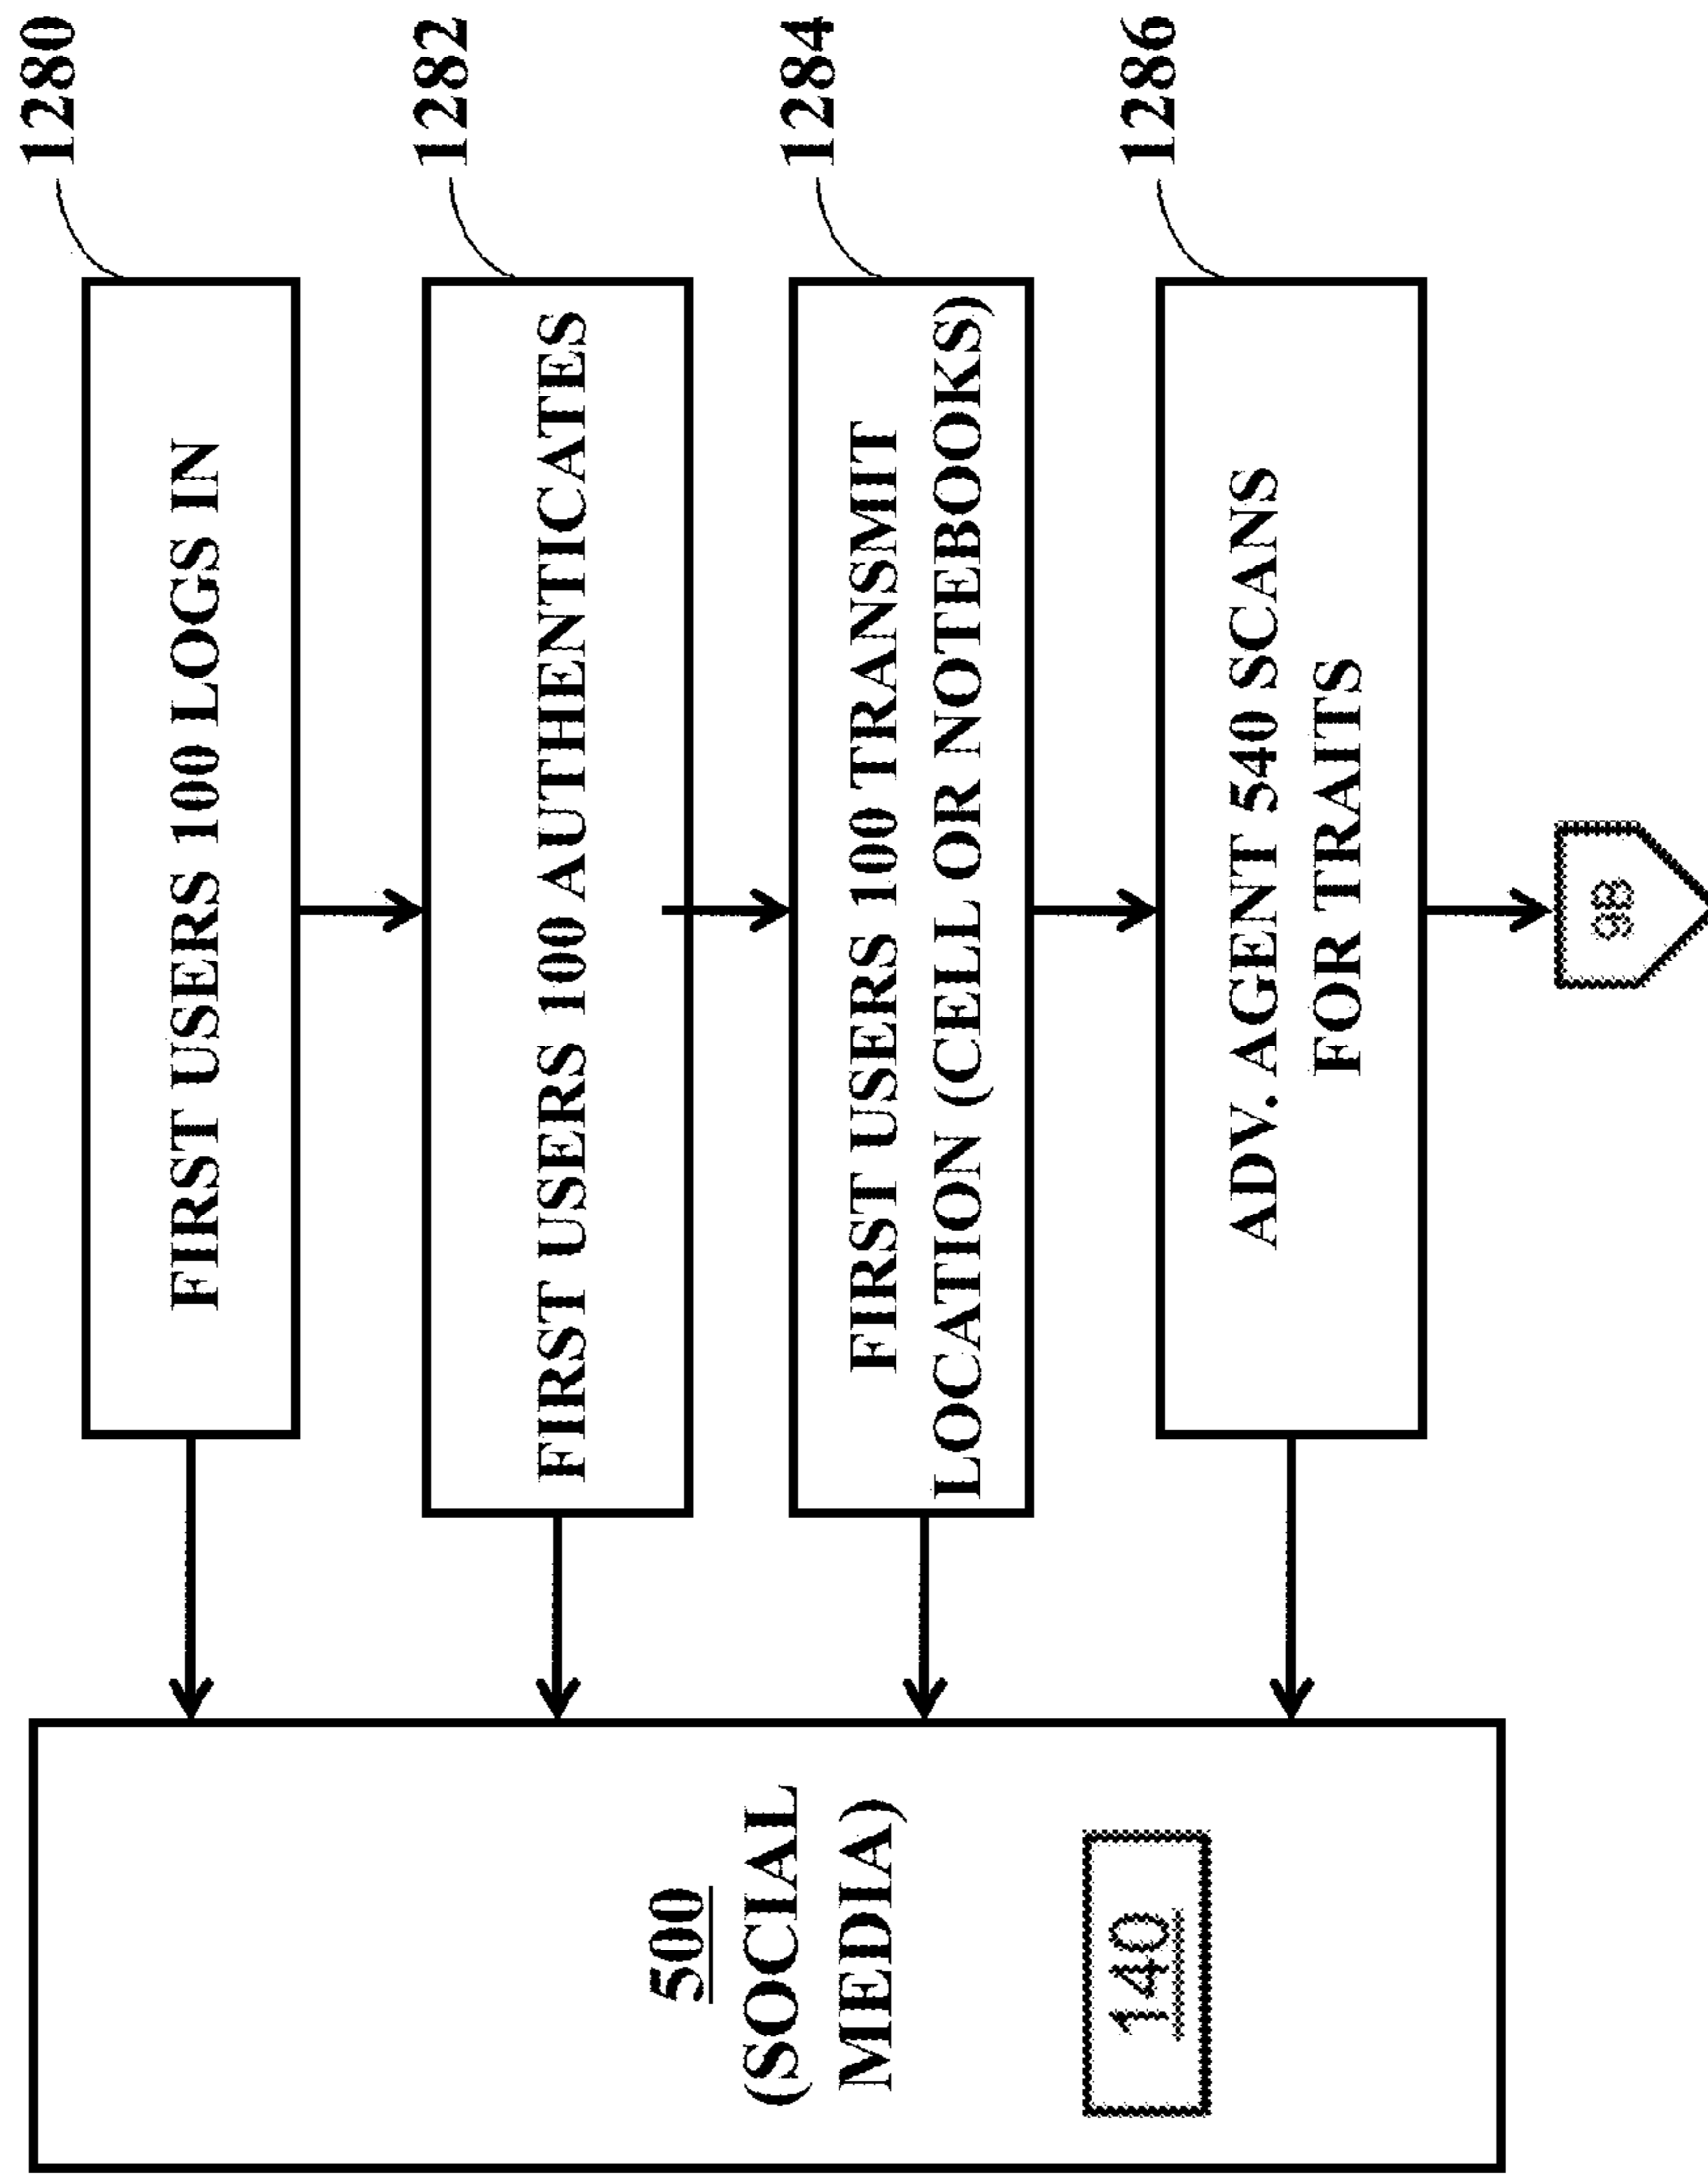 500
(SOCIAL
MEDIA)
140
FIRST USERS 100 LOGS IN
1280
FIRST USERS 100 AUTHENTICATES
1282
FIRST USERS 100 TRANSMIT
LOCATION (CELL OR NOTEBOOKS)
1284
ADV. AGENT 540 SCANS
FOR TRAITS
1286